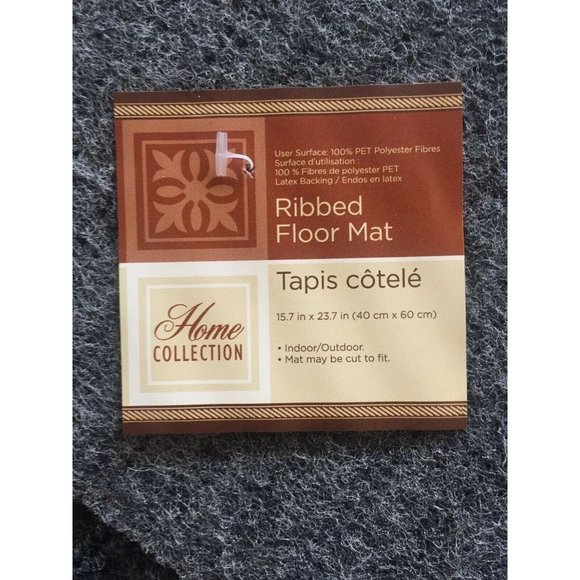 User Surface: 100% PET Polyester Fibres
Surface d'utilisation :
100 % Fibres de polyester PET
Latex Backing / Endos en latex
Ribbed
Floor Mat
Tapis côtelé
15.7 in x 23.7 in (40 cm x 60 cm)
• Indoor/Outdoor.
• Mat may be cut to fit.
Home
COLLECTION